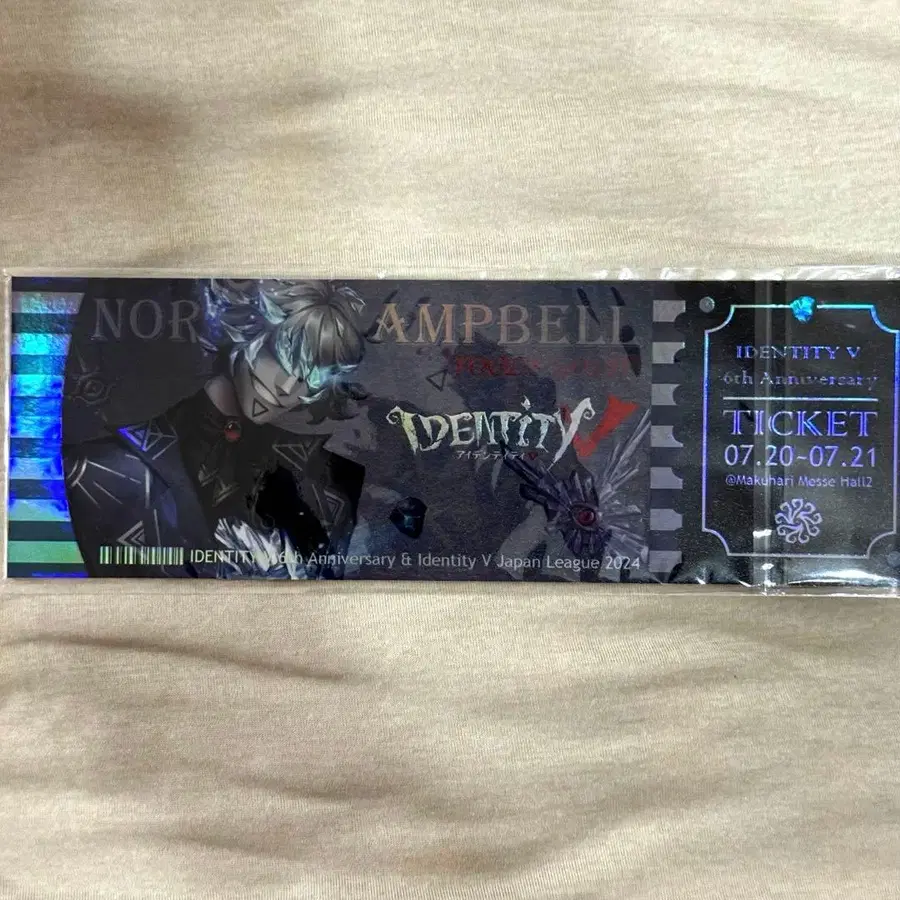 NOR AMPBELL
IDENTITY V
アイデンティティV
IDENTITY V 6th Anniversary & Identity V Japan League 2024
IDENTITY V
6th Anniversary
TICKET
07.20~07.21
@Makuhari Messe Hall2